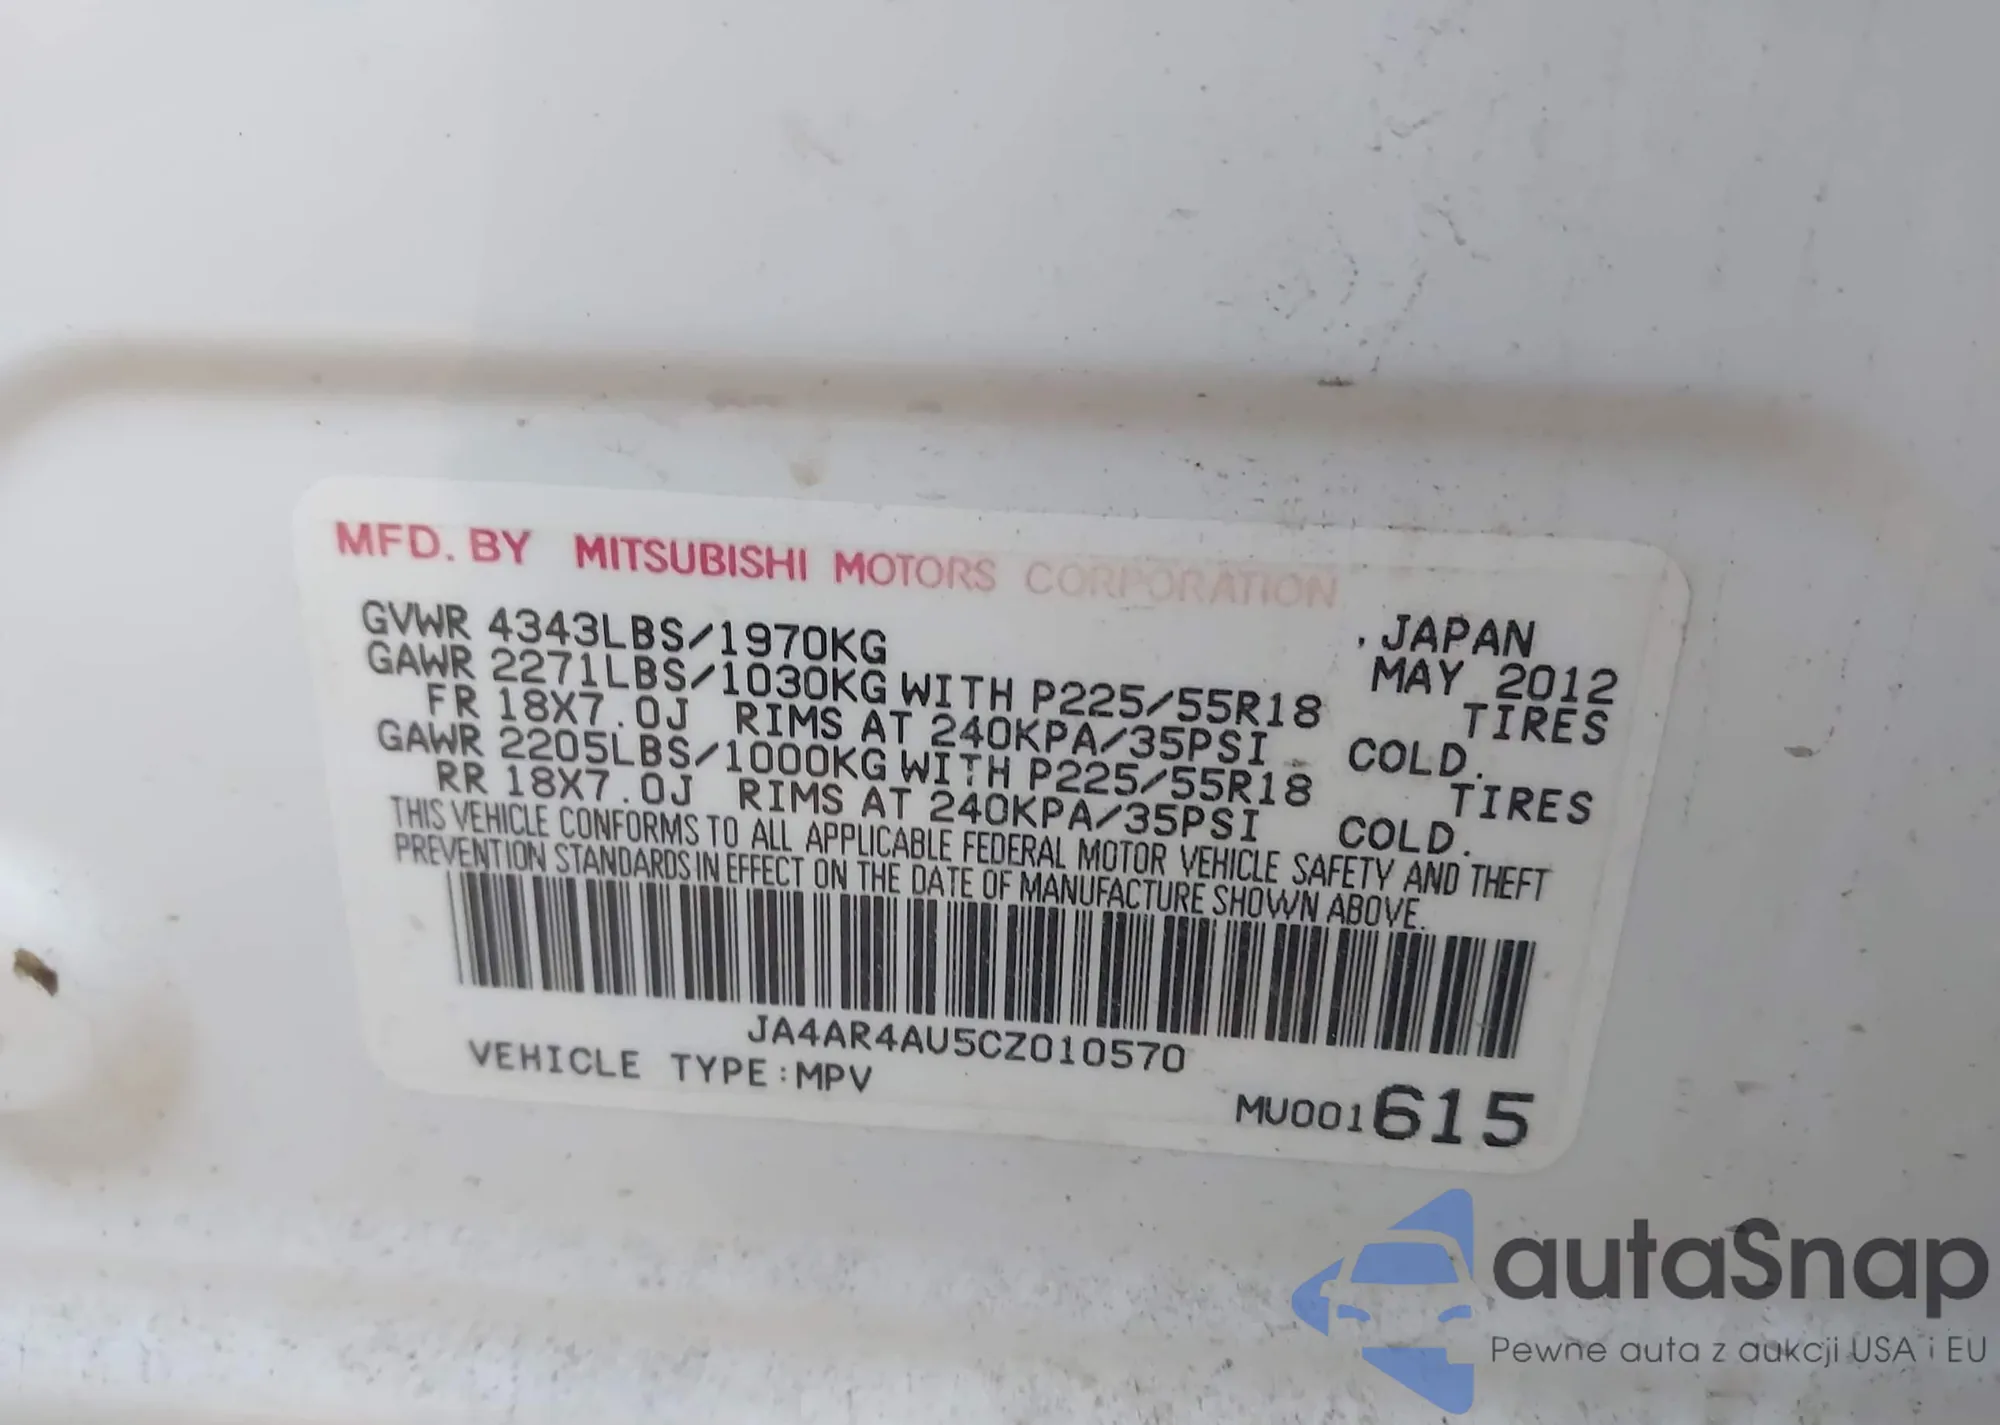 MFD. BY MITSUBISHI MOTORS CORPORATION
GVWR 4343LBS/1970KG , JAPAN
GAWR 2271LBS/1030KG WITH P225/55R18 MAY 2012
FR 18X7.0J RIMS AT 240KPA/35PSI TIRES
GAWR 2205LBS/1000KG WITH P225/55R18 COLD.
RR 18X7.0J RIMS AT 240KPA/35PSI TIRES
COLD.
THIS VEHICLE CONFORMS TO ALL APPLICABLE FEDERAL MOTOR VEHICLE SAFETY AND THEFT
PREVENTION STANDARDS IN EFFECT ON THE DATE OF MANUFACTURE SHOWN ABOVE.
JA4AR4AU5CZ010570
VEHICLE TYPE:MPV
MU001615
autaSnap
Pewne auta z aukcji USA i EU